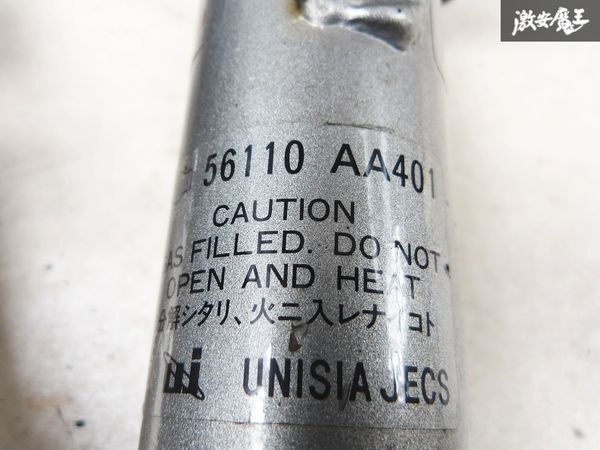 激安魔王
56110 AA401
CAUTION
GAS FILLED. DO NOT
OPEN AND HEAT
分解シタリ、火ニ入レナイコト
UNISIA JECS